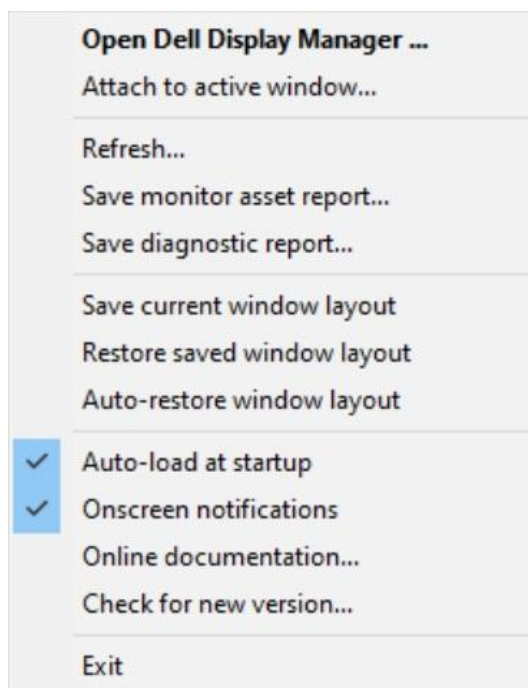 Open Dell Display Manager ...
Attach to active window...
Refresh...
Save monitor asset report...
Save diagnostic report...
Save current window layout
Restore saved window layout
Auto-restore window layout
Auto-load at startup
Onscreen notifications
Online documentation...
Check for new version...
Exit